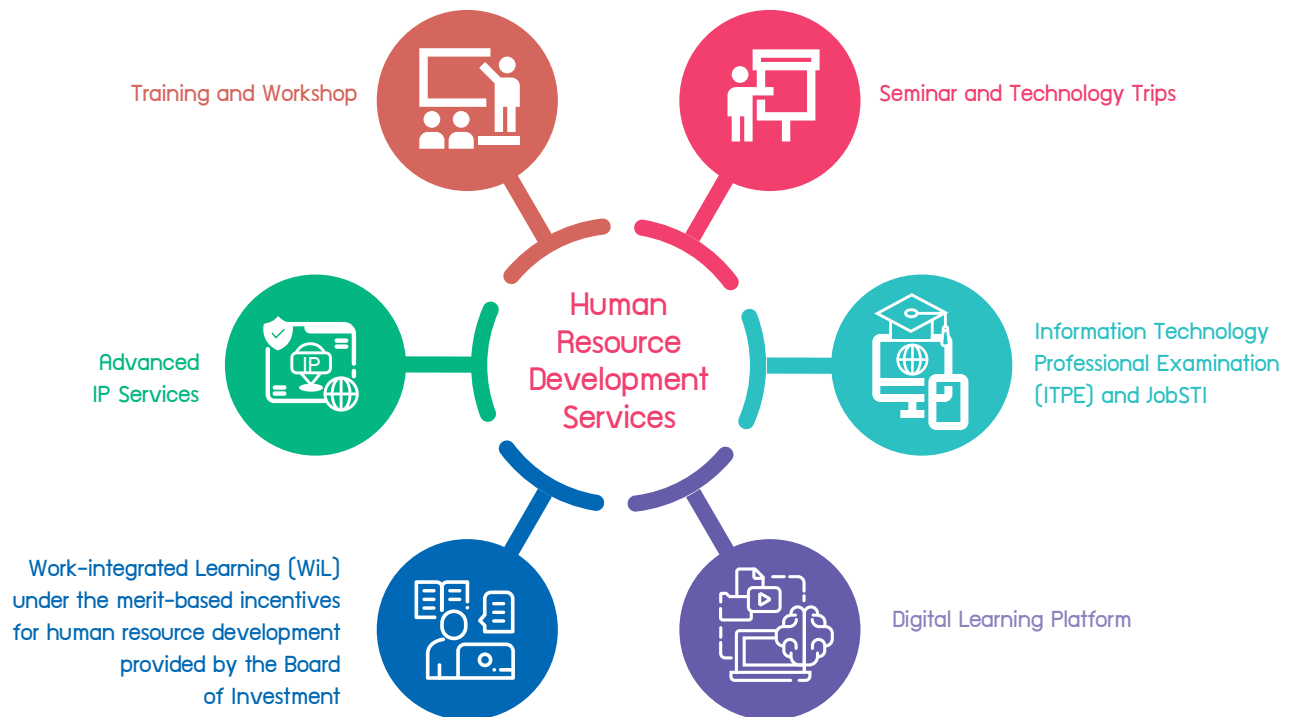 Training and Workshop
Seminar and Technology Trips
Human
Resource
Development
Services
Advanced
IP Services
IP
Information Technology
Professional Examination
(ITPE) and JobSTI
Work-integrated Learning (WiL)
under the merit-based incentives
for human resource development
provided by the Board
of Investment
Digital Learning Platform